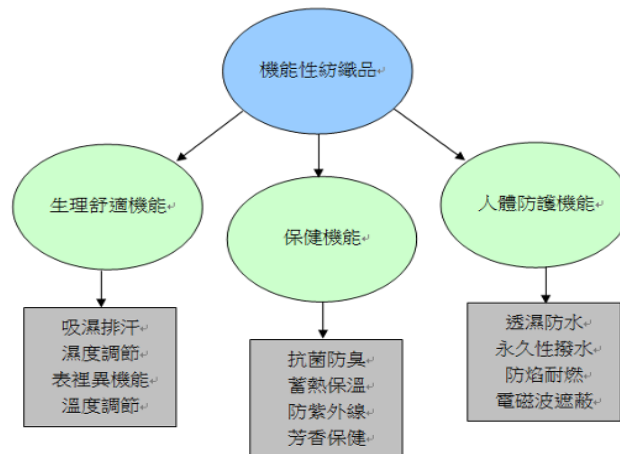 機能性紡織品
生理舒適機能
保健機能
人體防護機能
吸濕排汗
濕度調節
表裡異機能
溫度調節
抗菌防臭
蓄熱保溫
防紫外線
芳香保健
透濕防水
永久性撥水
防焰耐燃
電磁波遮蔽